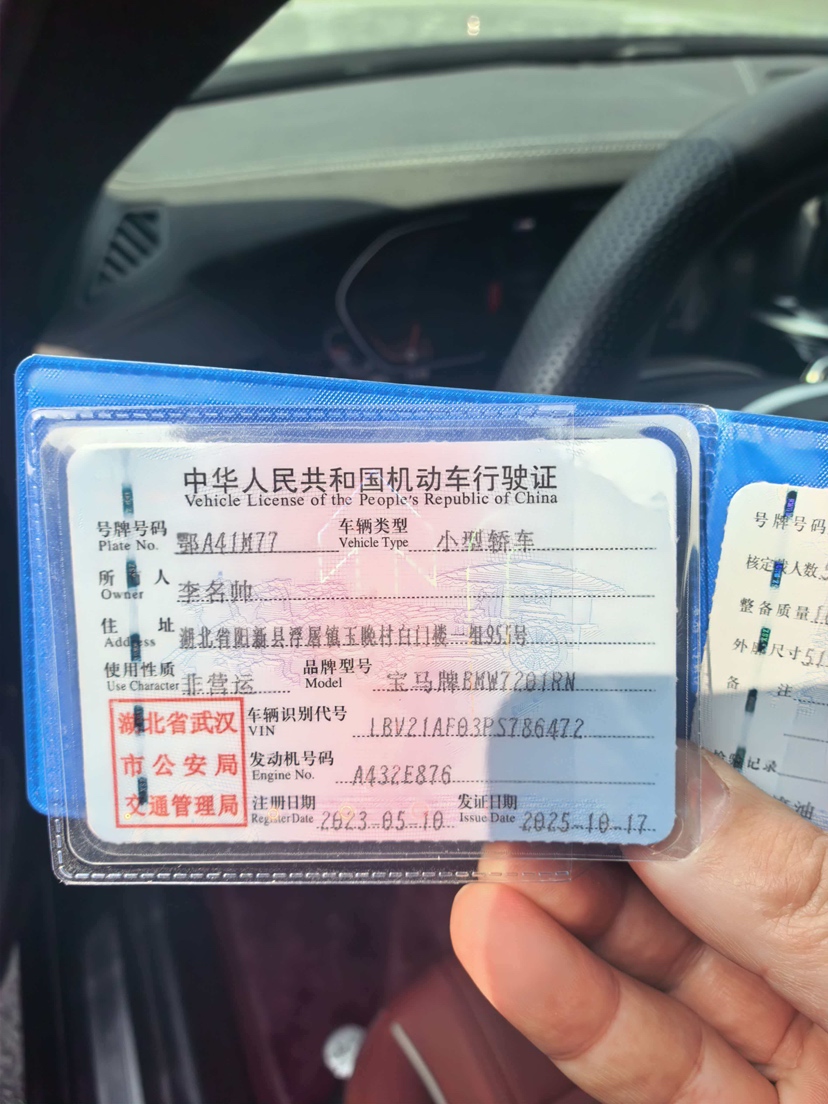 中华人民共和国机动车行驶证
Vehicle License of the People's Republic of China
号牌号码 鄂A41M77 车辆类型 小型轿车
Plate No. Vehicle Type
所 人 李名帅
Owner
住 址 湖北省阳新县浮屠镇玉晚村白门楼一组955号
Address
使用性质 非营运 品牌型号 宝马牌BMW7201RN
Use Character Model
湖北省武汉
市公安局
交通管理局
车辆识别代号 LBV21AF03PS786472
VIN
发动机号码 A432E876
Engine No.
注册日期 2023-05-10 发证日期 2025-10-17
Register Date Issue Date
号牌号码
核定 人数
整备质量
外 尺寸
备 注
记录